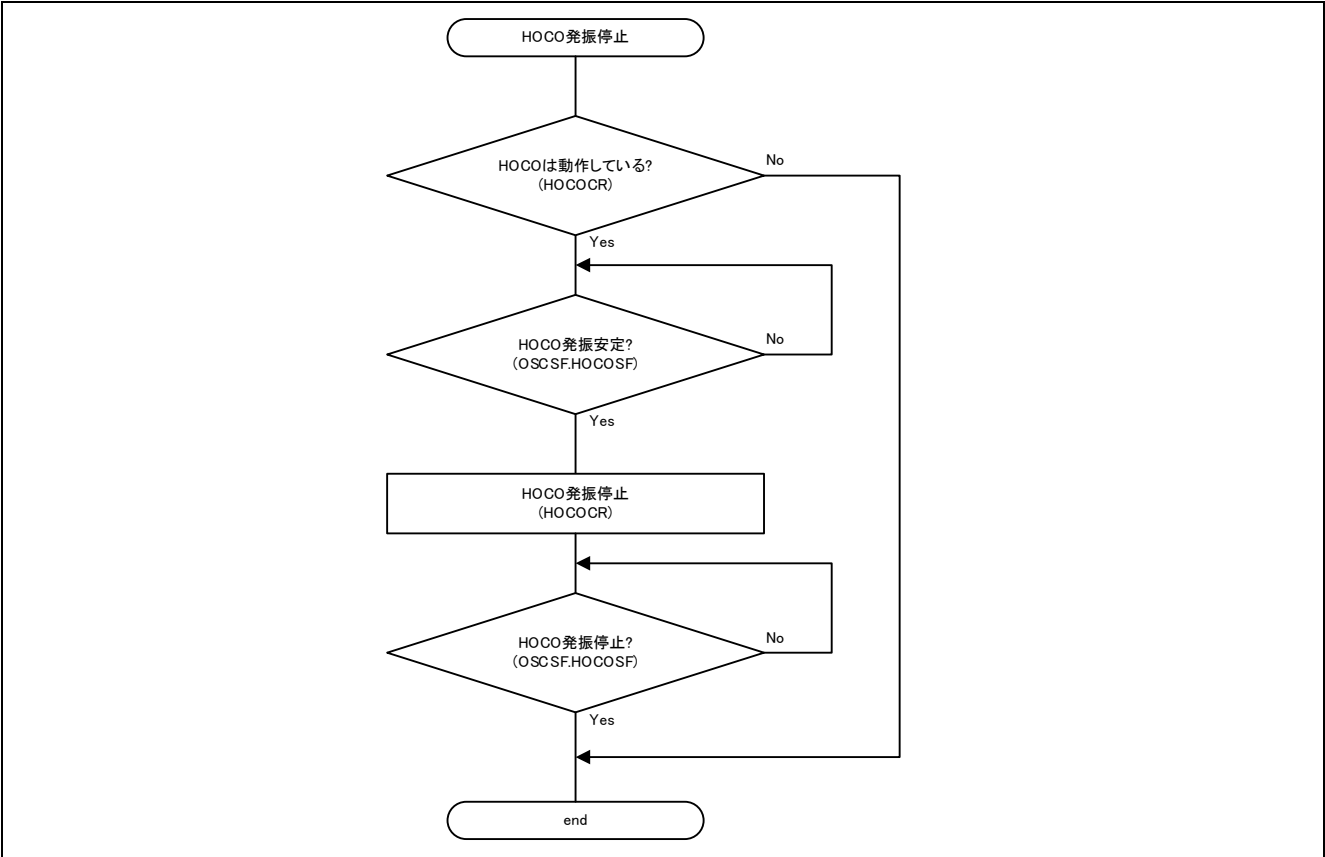 HOCO発振停止
HOCOは動作している?
(HOCOCR)
No
Yes
HOCO発振安定?
(OSCSF.HOCOSF)
No
Yes
HOCO発振停止
(HOCOCR)
HOCO発振停止?
(OSCSF.HOCOSF)
No
Yes
end